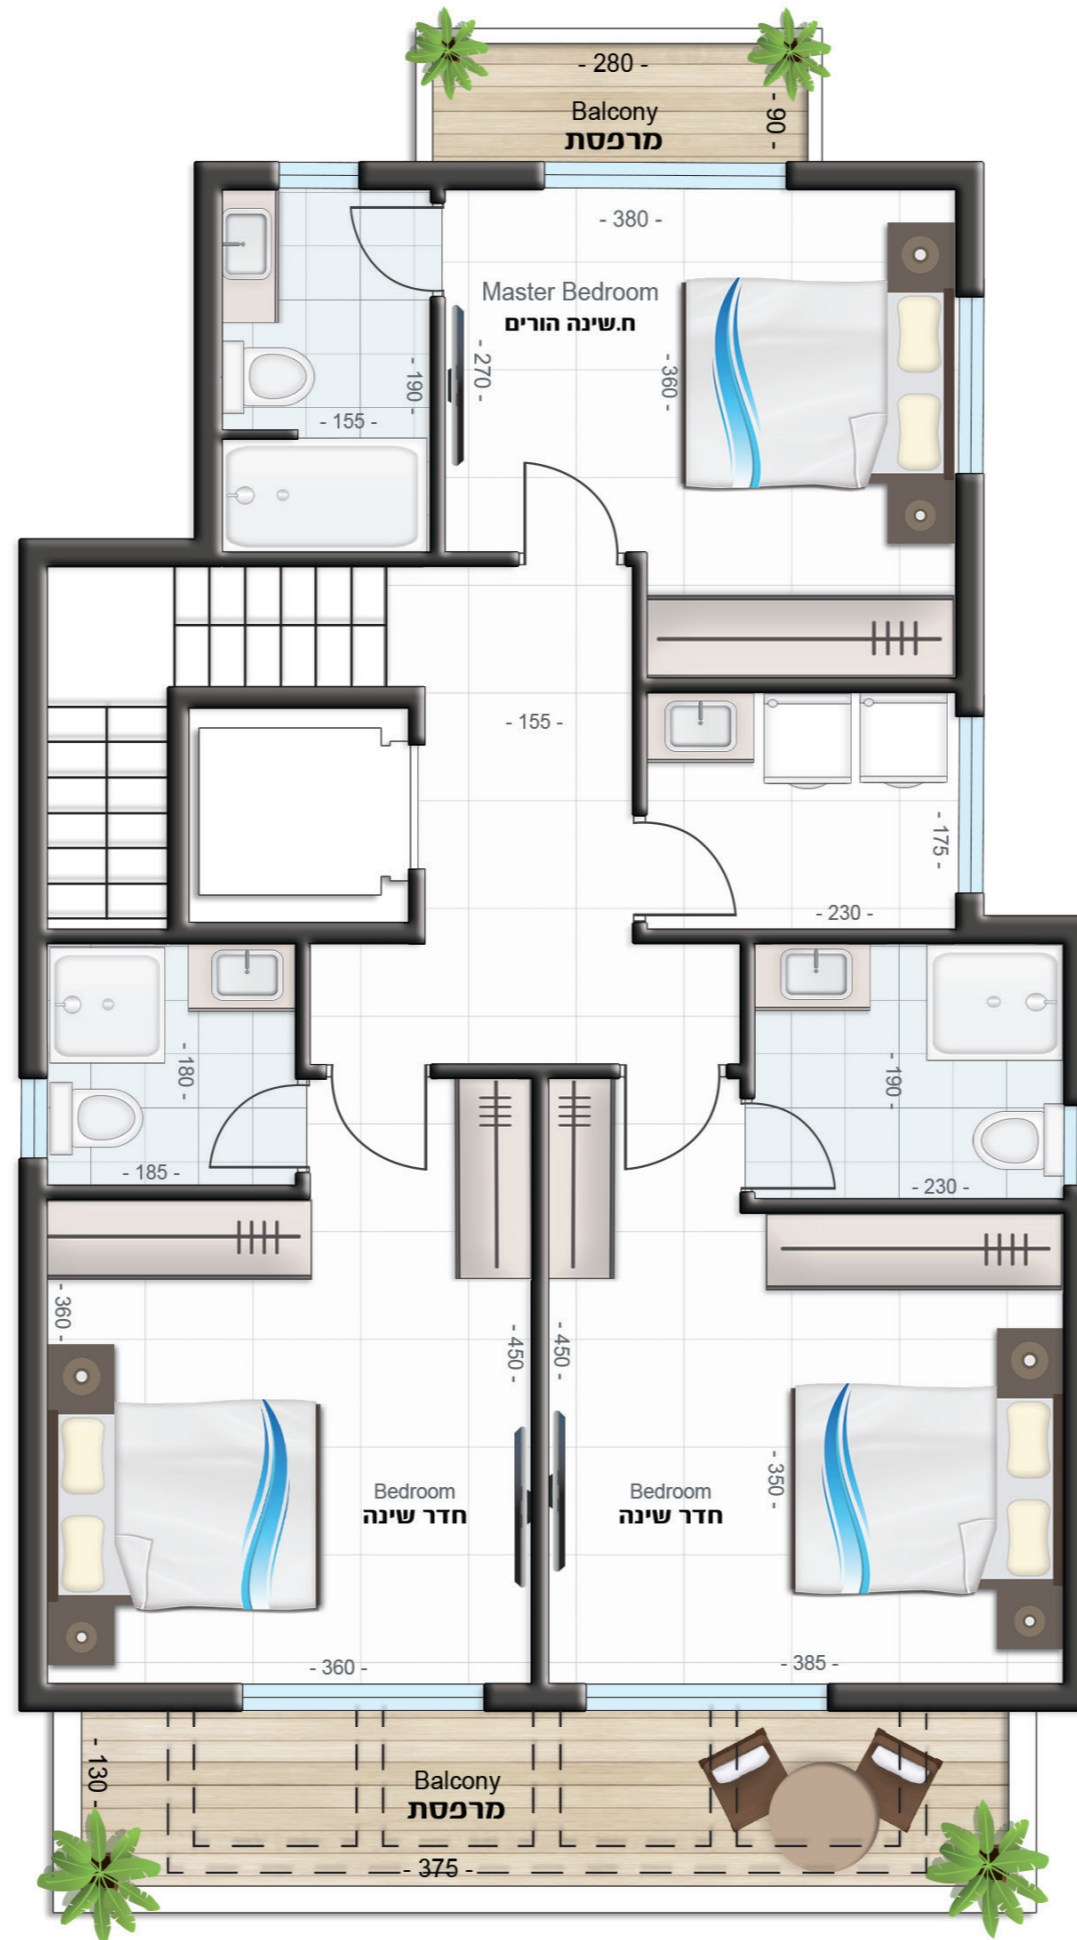 - 280 -
- 90 -
Balcony
מרפסת
- 380 -
Master Bedroom
ח.שינה הורים
- 270 -
- 360 -
- 190 -
- 155 -
- 155 -
- 175 -
- 230 -
- 180 -
- 185 -
- 190 -
- 230 -
- 360 -
- 450 -
- 450 -
- 350 -
Bedroom
חדר שינה
Bedroom
חדר שינה
- 360 -
- 385 -
- 130 -
Balcony
מרפסת
- 375 -